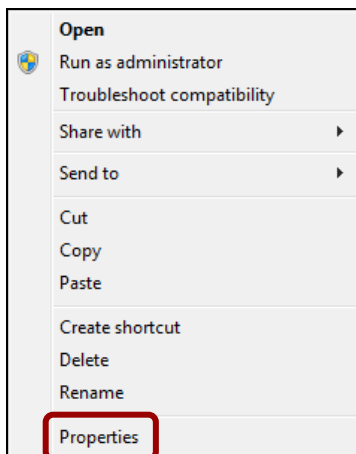 Open
Run as administrator
Troubleshoot compatibility
Share with
Send to
Cut
Copy
Paste
Create shortcut
Delete
Rename
Properties